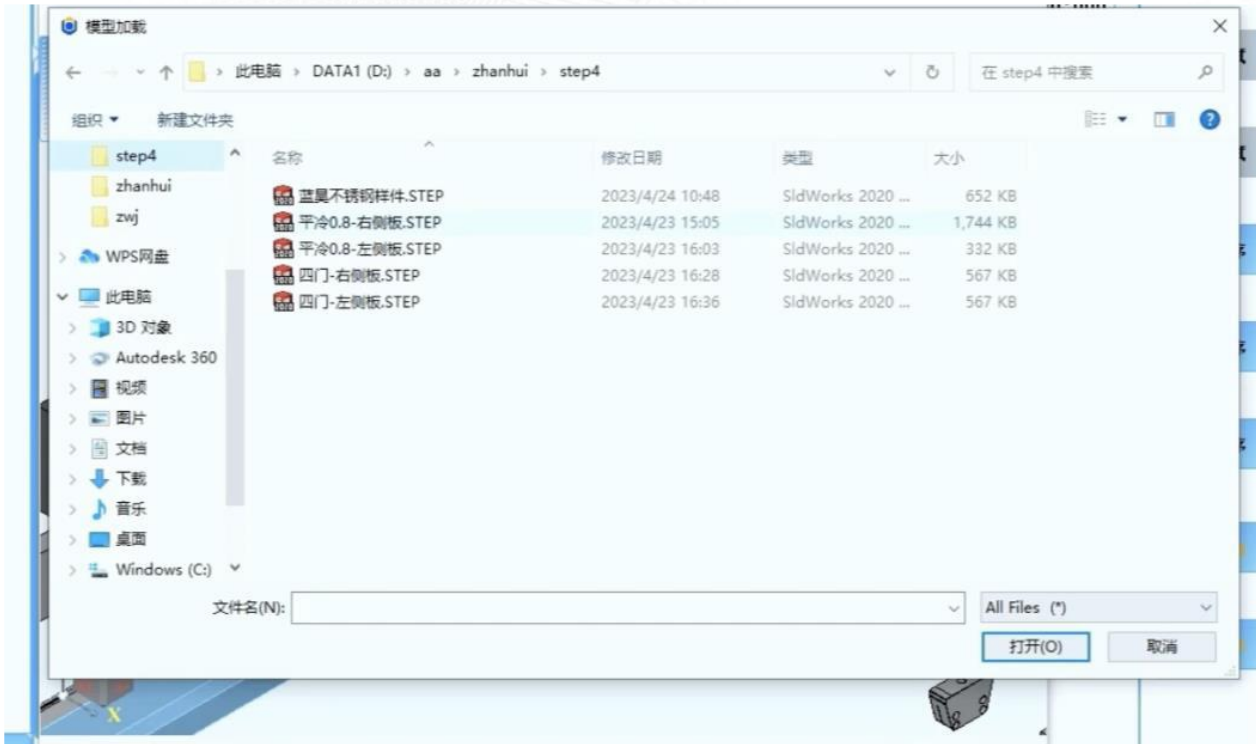 模型加载
此电脑 > DATA1 (D:) > aa > zhanhui > step4
在 step4 中搜索
组织 新建文件夹
名称 修改日期 类型 大小
蓝昊不锈钢样件.STEP 2023/4/24 10:48 SldWorks 2020 ... 652 KB
平冷0.8-右侧板.STEP 2023/4/23 15:05 SldWorks 2020 ... 1,744 KB
平冷0.8-左侧板.STEP 2023/4/23 16:03 SldWorks 2020 ... 332 KB
四门-右侧板.STEP 2023/4/23 16:28 SldWorks 2020 ... 567 KB
四门-左侧板.STEP 2023/4/23 16:36 SldWorks 2020 ... 567 KB
step4
zhanhui
zwj
WPS网盘
此电脑
3D 对象
Autodesk 360
视频
图片
文档
下载
音乐
桌面
Windows (C:)
文件名(N):
All Files (*)
打开(O) 取消
X